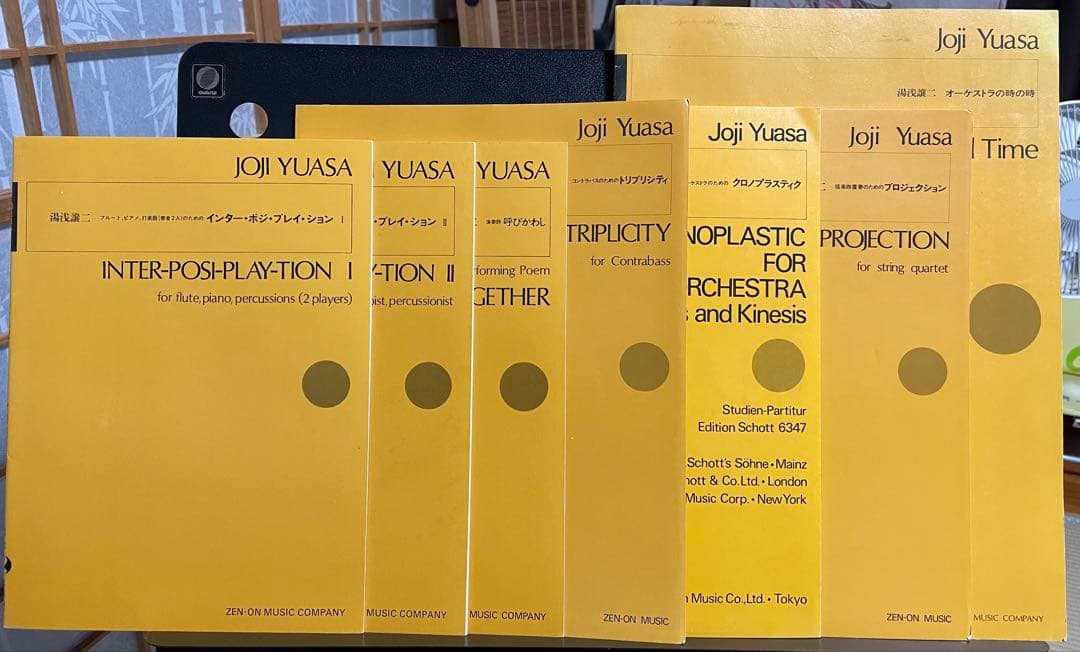 JOJI YUASA
湯浅譲二 フルート、ピアノ、打楽器(奏者2人)のための インター・ポジ・プレイ・ション I
INTER-POSI-PLAY-TION I
for flute, piano, percussions (2 players)
ZEN-ON MUSIC COMPANY
I YUASA
・プレイ・ション II
Y-TION II
ist, percussionist
MUSIC COMPANY
YUASA
演奏詩 呼びかわし
forming Poem
GETHER
MUSIC COMPANY
Joji Yuasa
コントラバスのための トリプリシティ
TRIPLICITY
for Contrabass
ZEN-ON MUSIC
Joji Yuasa
ーケストラのための クロノプラスティク
NOPLASTIC
FOR
RCHESTRA
s and Kinesis
Studien-Partitur
Edition Schott 6347
Schott's Söhne • Mainz
hott & Co. Ltd. • London
Music Corp. • New York
n Music Co., Ltd. • Tokyo
Joji Yuasa
弦楽四重奏のための プロジェクション
PROJECTION
for string quartet
ZEN-ON MUSIC
Joji Yuasa
湯浅譲二 オーケストラの時の時
l Time
MUSIC COMPANY